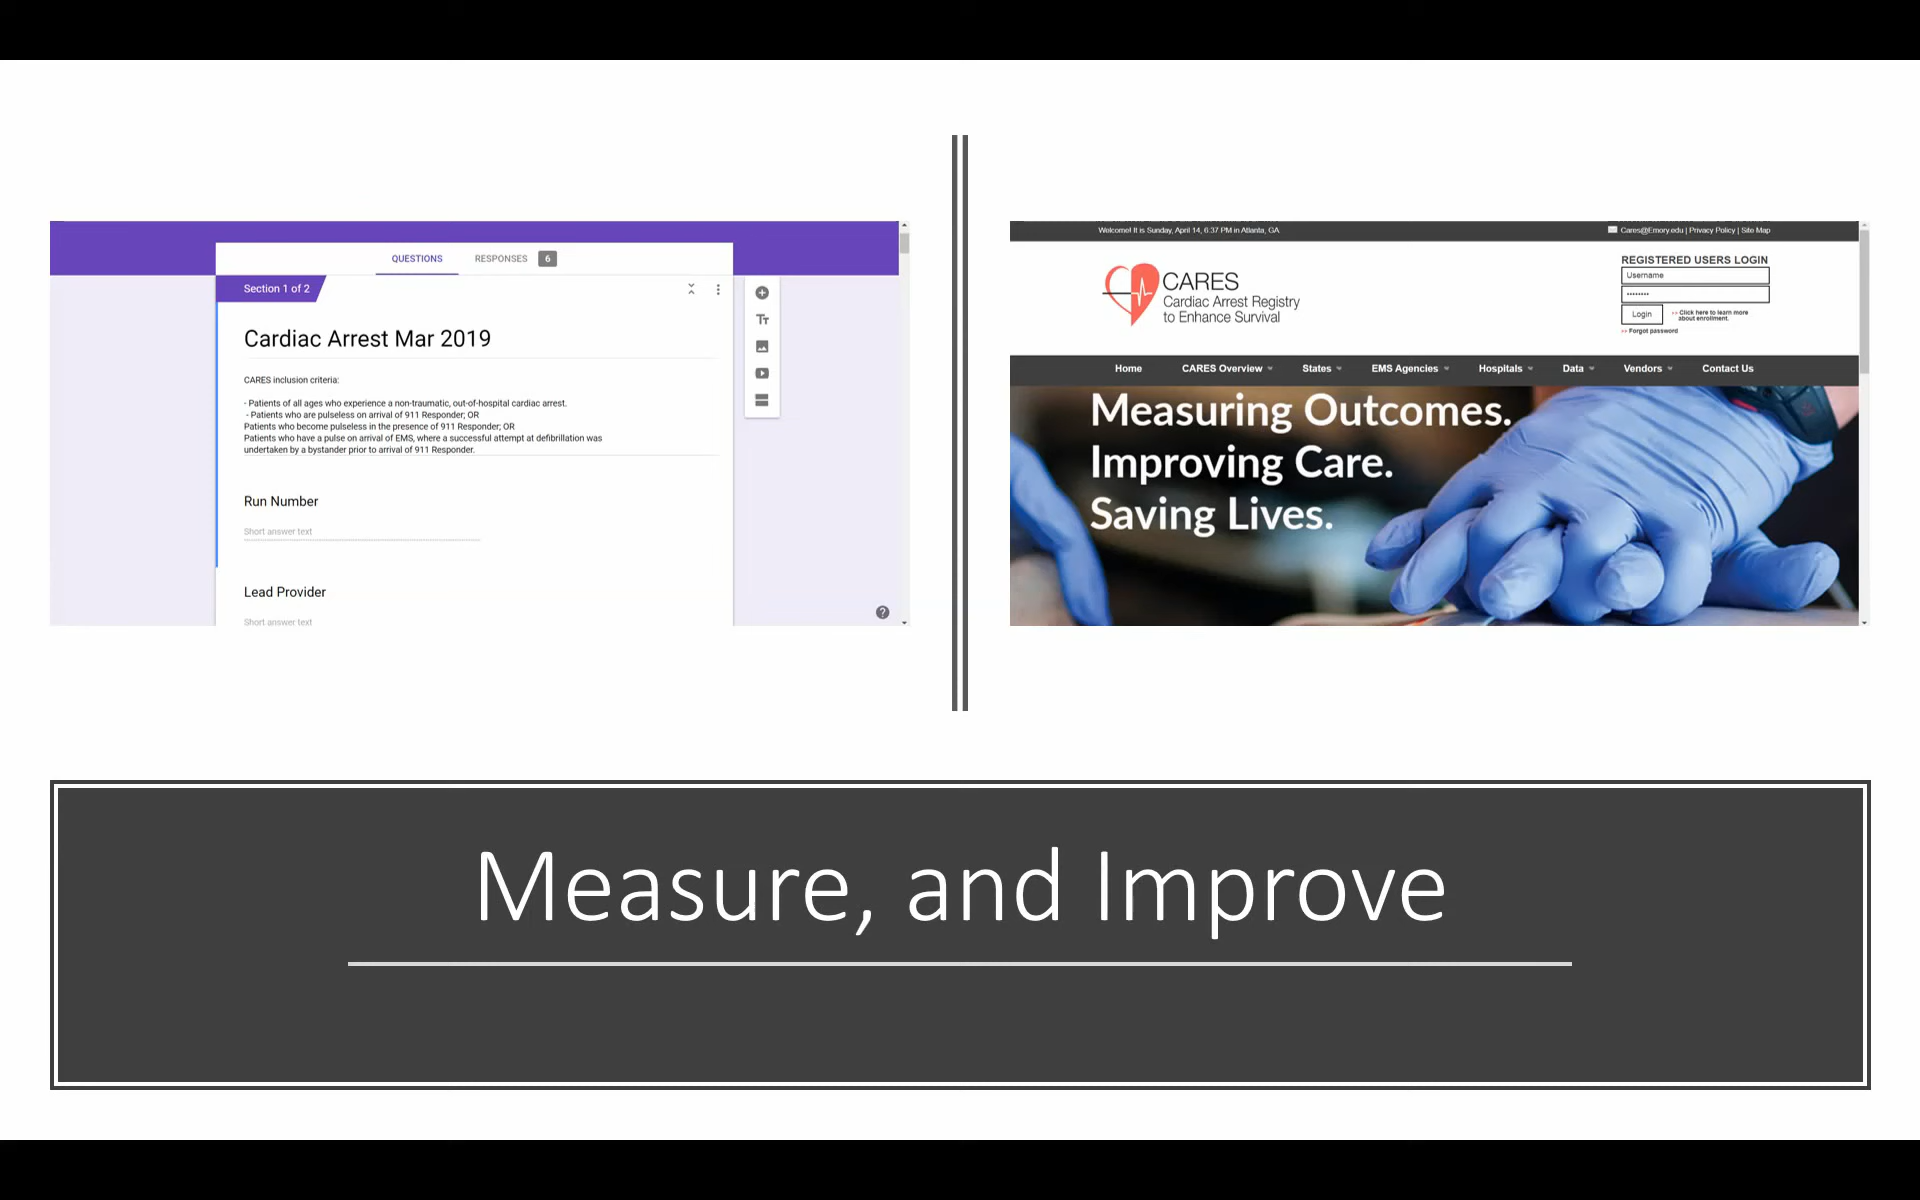 QUESTIONS RESPONSES 6
Section 1 of 2
Cardiac Arrest Mar 2019
CARES inclusion criteria:
- Patients of all ages who experience a non-traumatic, out-of-hospital cardiac arrest.
- Patients who are pulseless on arrival of 911 Responder; OR
Patients who become pulseless in the presence of 911 Responder; OR
Patients who have a pulse on arrival of EMS, where a successful attempt at defibrillation was
undertaken by a bystander prior to arrival of 911 Responder.
Run Number
Short answer text
Lead Provider
Short answer text
Welcome! It is Sunday, April 14, 6:37 PM in Atlanta, GA
Cares@Emory.edu | Privacy Policy | Site Map
CARES
Cardiac Arrest Registry
to Enhance Survival
REGISTERED USERS LOGIN
Username
Login
>> Click here to learn more
about enrollment.
>> Forgot password
Home CARES Overview States EMS Agencies Hospitals Data Vendors Contact Us
Measuring Outcomes.
Improving Care.
Saving Lives.
Measure, and Improve